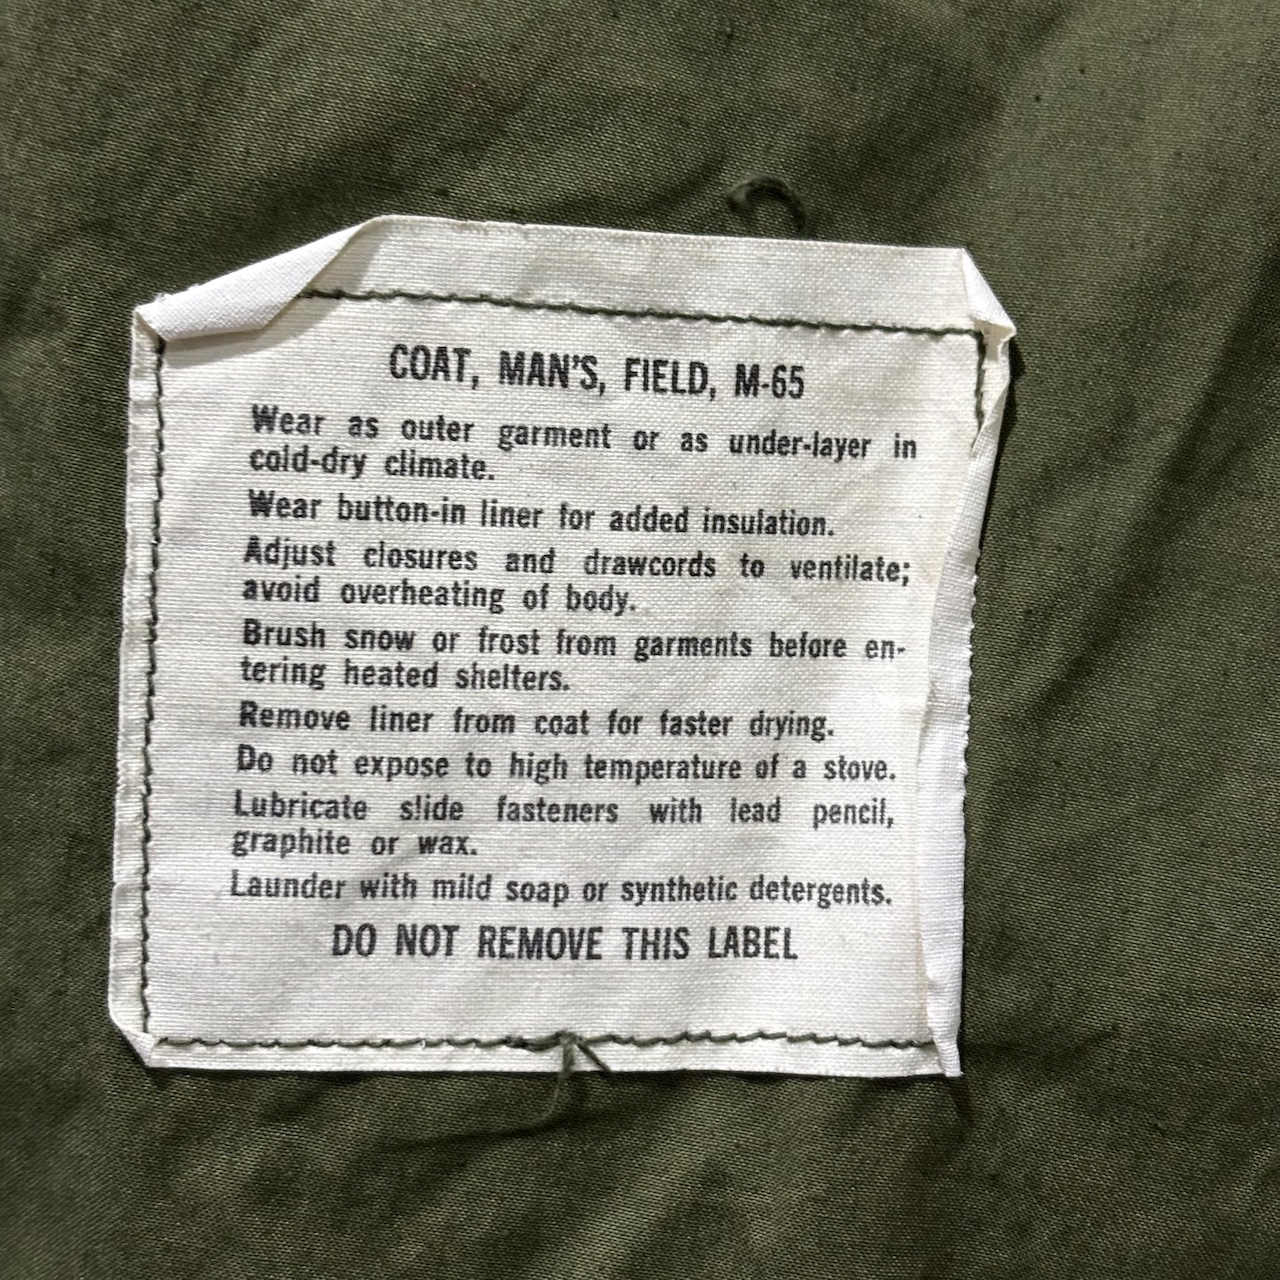 COAT, MAN'S, FIELD, M-65
Wear as outer garment or as under-layer in
cold-dry climate.
Wear button-in liner for added insulation.
Adjust closures and drawcords to ventilate;
avoid overheating of body.
Brush snow or frost from garments before en-
tering heated shelters.
Remove liner from coat for faster drying.
Do not expose to high temperature of a stove.
Lubricate slide fasteners with lead pencil,
graphite or wax.
Launder with mild soap or synthetic detergents.
DO NOT REMOVE THIS LABEL